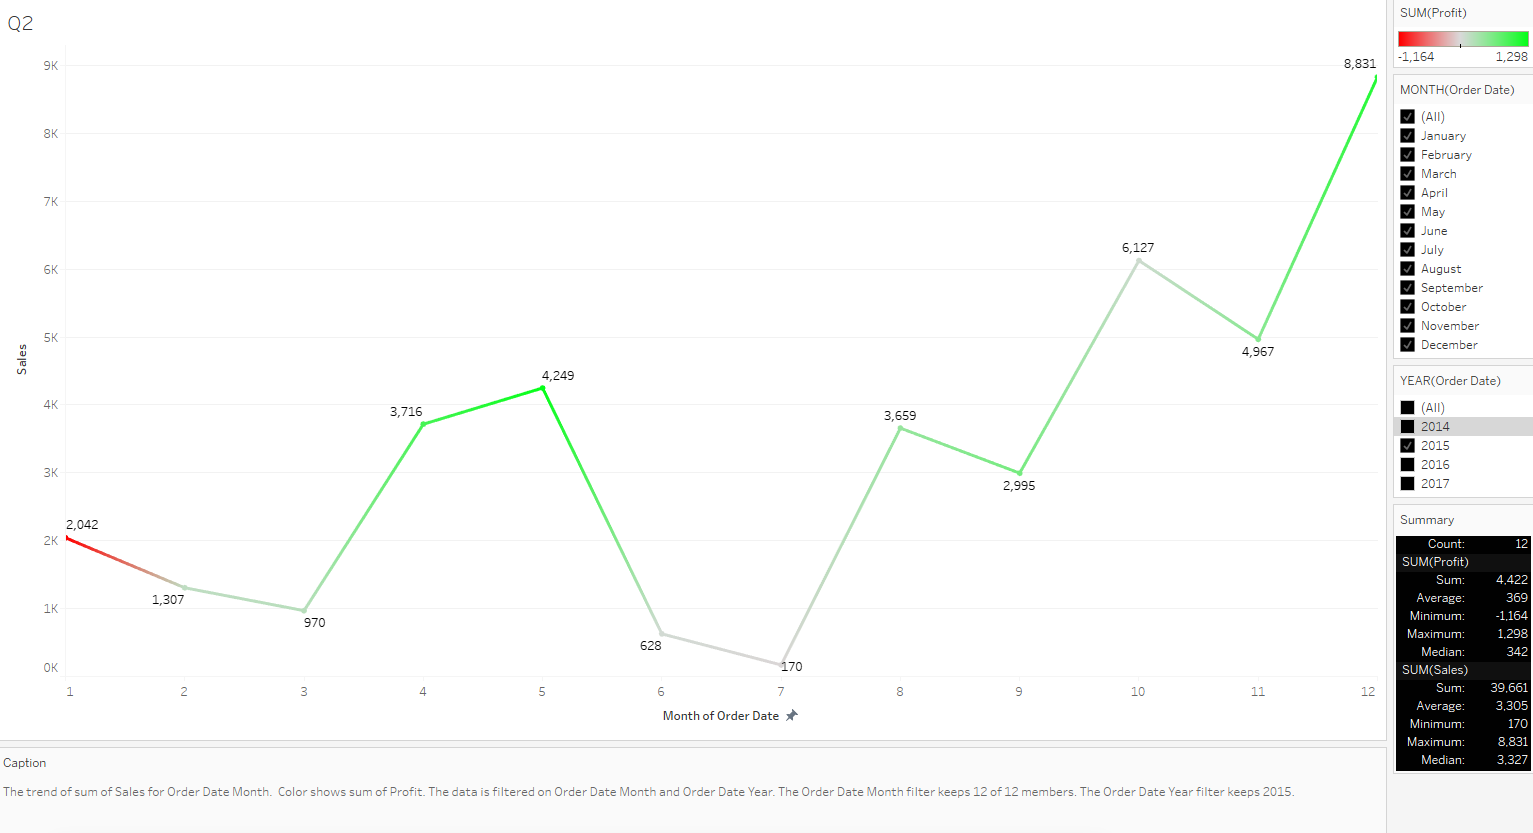 Q2
9K
8K
7K
6K
5K
4K
3K
2K
1K
0K
Sales
2,042
1,307
970
3,716
4,249
628
170
3,659
2,995
6,127
4,967
8,831
1 2 3 4 5 6 7 8 9 10 11 12
Month of Order Date
Caption
The trend of sum of Sales for Order Date Month. Color shows sum of Profit. The data is filtered on Order Date Month and Order Date Year. The Order Date Month filter keeps 12 of 12 members. The Order Date Year filter keeps 2015.
SUM(Profit)
-1,164 1,298
MONTH(Order Date)
(All)
January
February
March
April
May
June
July
August
September
October
November
December
YEAR(Order Date)
(All)
2014
2015
2016
2017
Summary
Count: 12
SUM(Profit)
Sum: 4,422
Average: 369
Minimum: -1,164
Maximum: 1,298
Median: 342
SUM(Sales)
Sum: 39,661
Average: 3,305
Minimum: 170
Maximum: 8,831
Median: 3,327